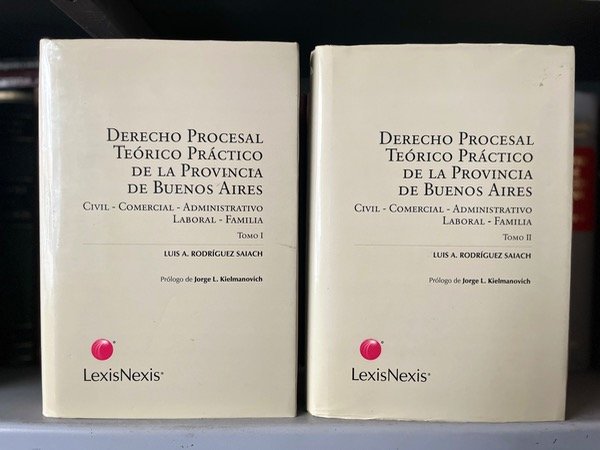 DERECHO PROCESAL
TEÓRICO PRÁCTICO
DE LA PROVINCIA
DE BUENOS AIRES
CIVIL - COMERCIAL - ADMINISTRATIVO
LABORAL - FAMILIA
TOMO I
LUIS A. RODRÍGUEZ SAIACH
Prólogo de Jorge L. Kielmanovich
LexisNexis®
DERECHO PROCESAL
TEÓRICO PRÁCTICO
DE LA PROVINCIA
DE BUENOS AIRES
CIVIL - COMERCIAL - ADMINISTRATIVO
LABORAL - FAMILIA
TOMO II
LUIS A. RODRÍGUEZ SAIACH
Prólogo de Jorge L. Kielmanovich
LexisNexis®